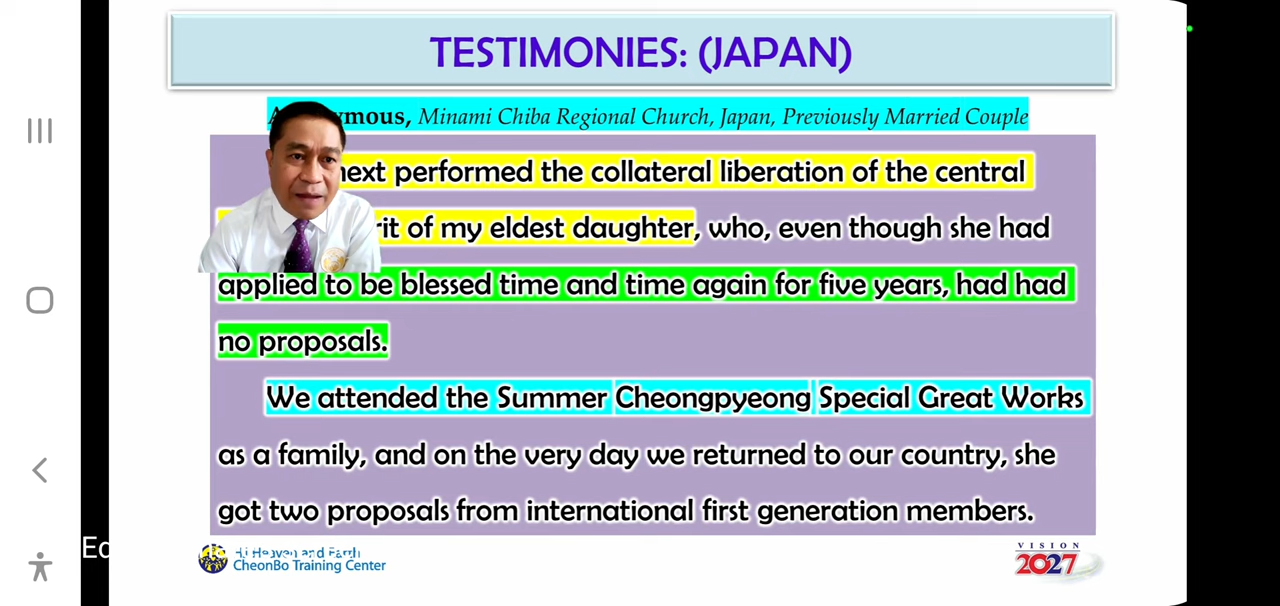 TESTIMONIES: (JAPAN)
mous, Minami Chiba Regional Church, Japan, Previously Married Couple
next performed the collateral liberation of the central
rit of my eldest daughter, who, even though she had
applied to be blessed time and time again for five years, had had
no proposals.
We attended the Summer Cheongpyeong Special Great Works
as a family, and on the very day we returned to our country, she
got two proposals from international first generation members.
Ed
Hj Heaven and Earth
CheonBo Training Center
VISION
2027